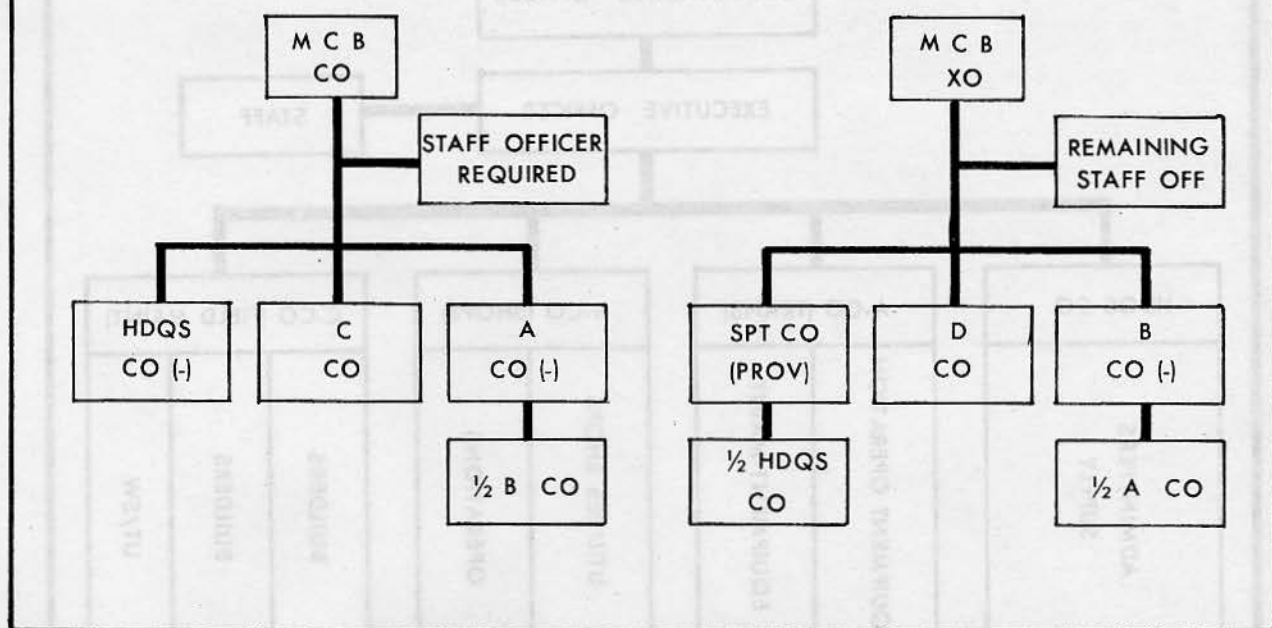 M C B
CO
STAFF OFFICER
REQUIRED
HDQS
CO (-)
C
CO
A
CO (-)
½ B CO
M C B
XO
REMAINING
STAFF OFF
SPT CO
(PROV)
D
CO
B
CO (-)
½ HDQS
CO
½ A CO